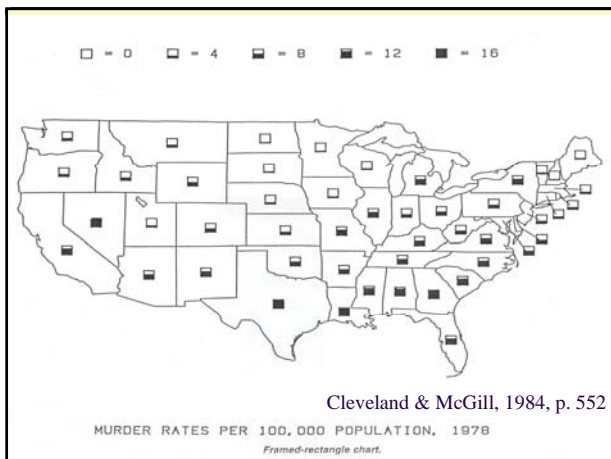 = 0 = 4 = 8 = 12 = 16
Cleveland & McGill, 1984, p. 552
MURDER RATES PER 100,000 POPULATION, 1978
Framed-rectangle chart.